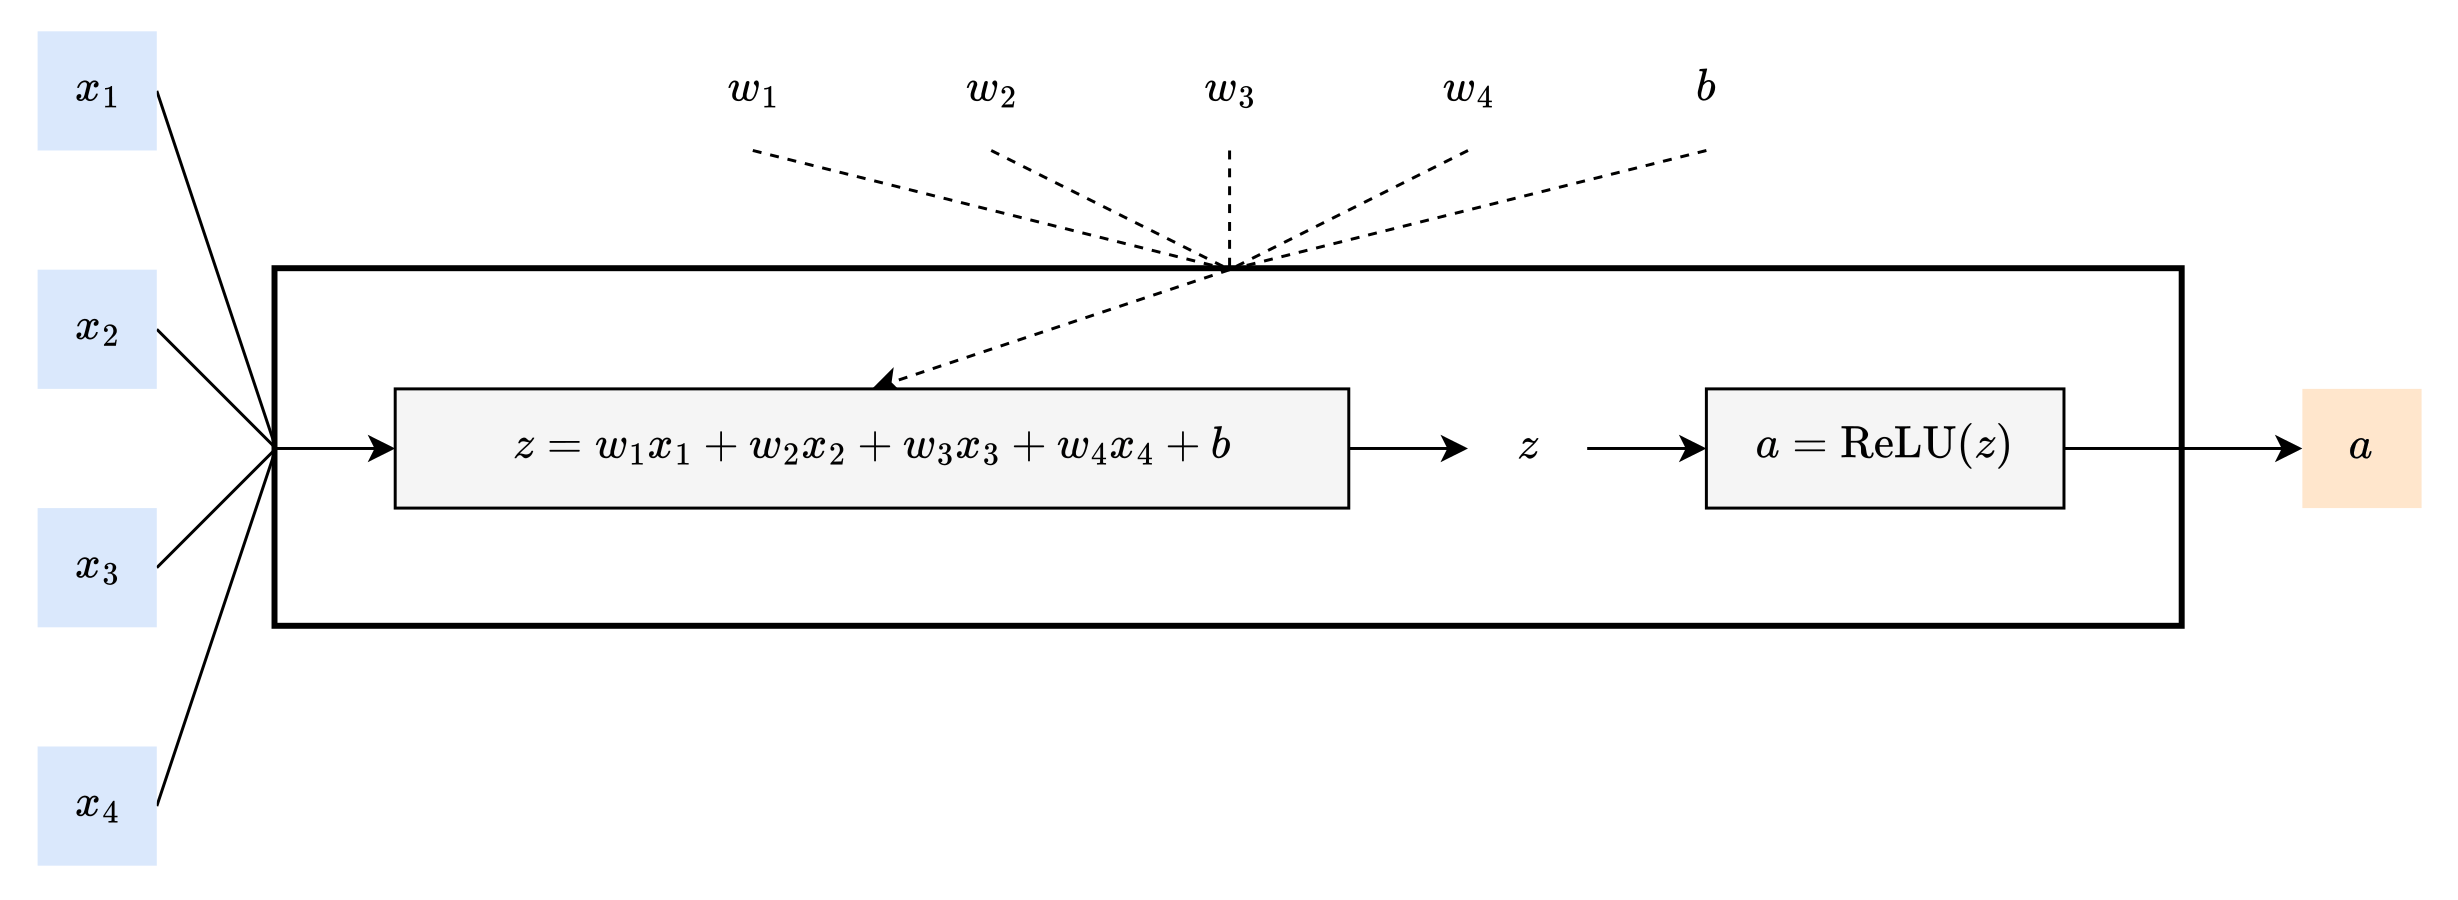 x₁
w₁ w₂ w₃ w₄ b
x₂
z = w₁x₁ + w₂x₂ + w₃x₃ + w₄x₄ + b z a = ReLU(z) a
x₃
x₄